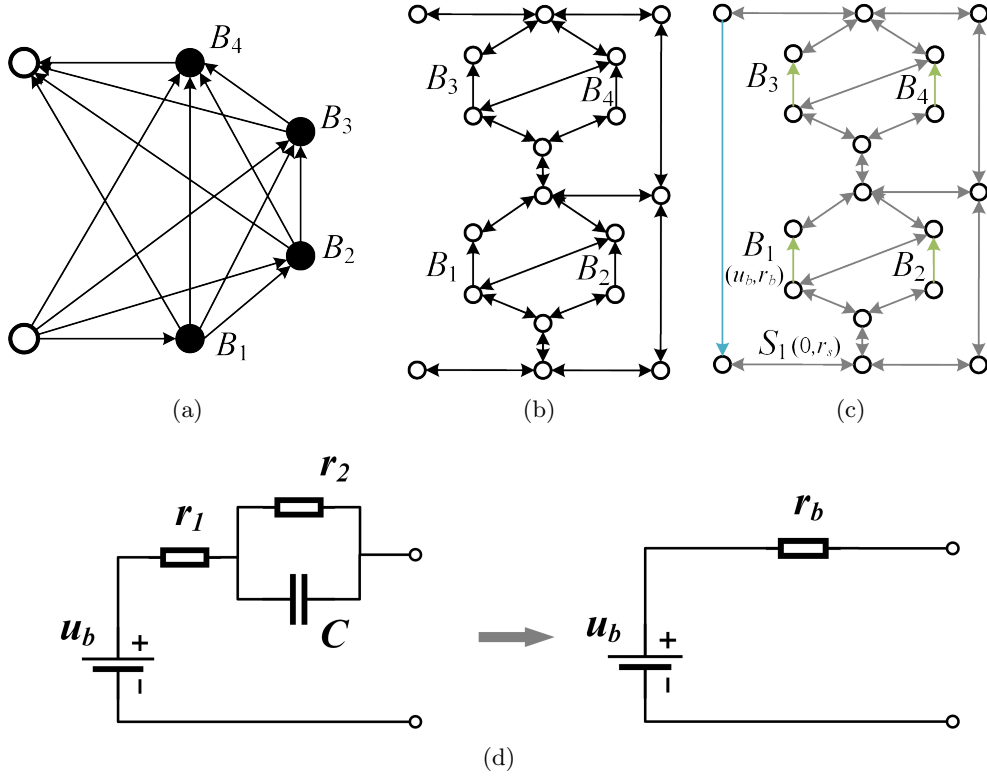 B4
B3
B2
B1
(a)
B3
B4
B1
B2
(b)
B3
B4
B1
(ub,rb)
B2
S1(0,rs)
(c)
r2
r1
C
ub
+
−
rb
ub
+
−
(d)